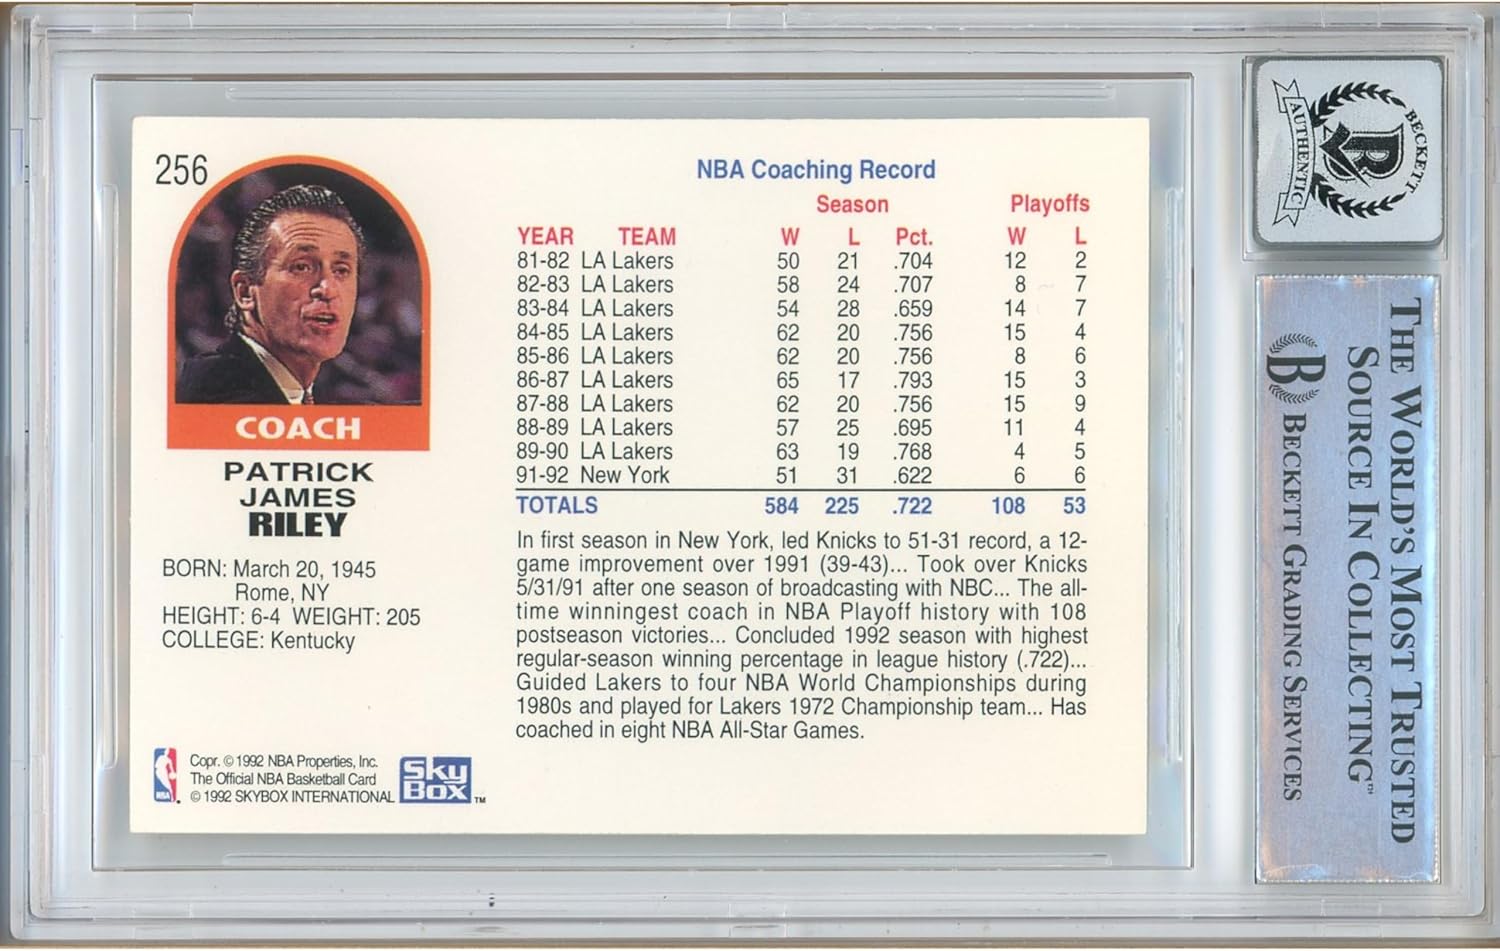 256
COACH
PATRICK
JAMES
RILEY
BORN: March 20, 1945
Rome, NY
HEIGHT: 6-4 WEIGHT: 205
COLLEGE: Kentucky
NBA
Copr. © 1992 NBA Properties, Inc.
The Official NBA Basketball Card
© 1992 SKYBOX INTERNATIONAL
Sky
Box ™
NBA Coaching Record
Season Playoffs
YEAR TEAM W L Pct. W L
81-82 LA Lakers 50 21 .704 12 2
82-83 LA Lakers 58 24 .707 8 7
83-84 LA Lakers 54 28 .659 14 7
84-85 LA Lakers 62 20 .756 15 4
85-86 LA Lakers 62 20 .756 8 6
86-87 LA Lakers 65 17 .793 15 3
87-88 LA Lakers 62 20 .756 15 9
88-89 LA Lakers 57 25 .695 11 4
89-90 LA Lakers 63 19 .768 4 5
91-92 New York 51 31 .622 6 6
TOTALS 584 225 .722 108 53
In first season in New York, led Knicks to 51-31 record, a 12-
game improvement over 1991 (39-43)... Took over Knicks
5/31/91 after one season of broadcasting with NBC... The all-
time winningest coach in NBA Playoff history with 108
postseason victories... Concluded 1992 season with highest
regular-season winning percentage in league history (.722)...
Guided Lakers to four NBA World Championships during
1980s and played for Lakers 1972 Championship team... Has
coached in eight NBA All-Star Games.
BECKETT
B
AUTHENTIC
THE WORLD'S MOST TRUSTED
SOURCE IN COLLECTING™
B BECKETT GRADING SERVICES